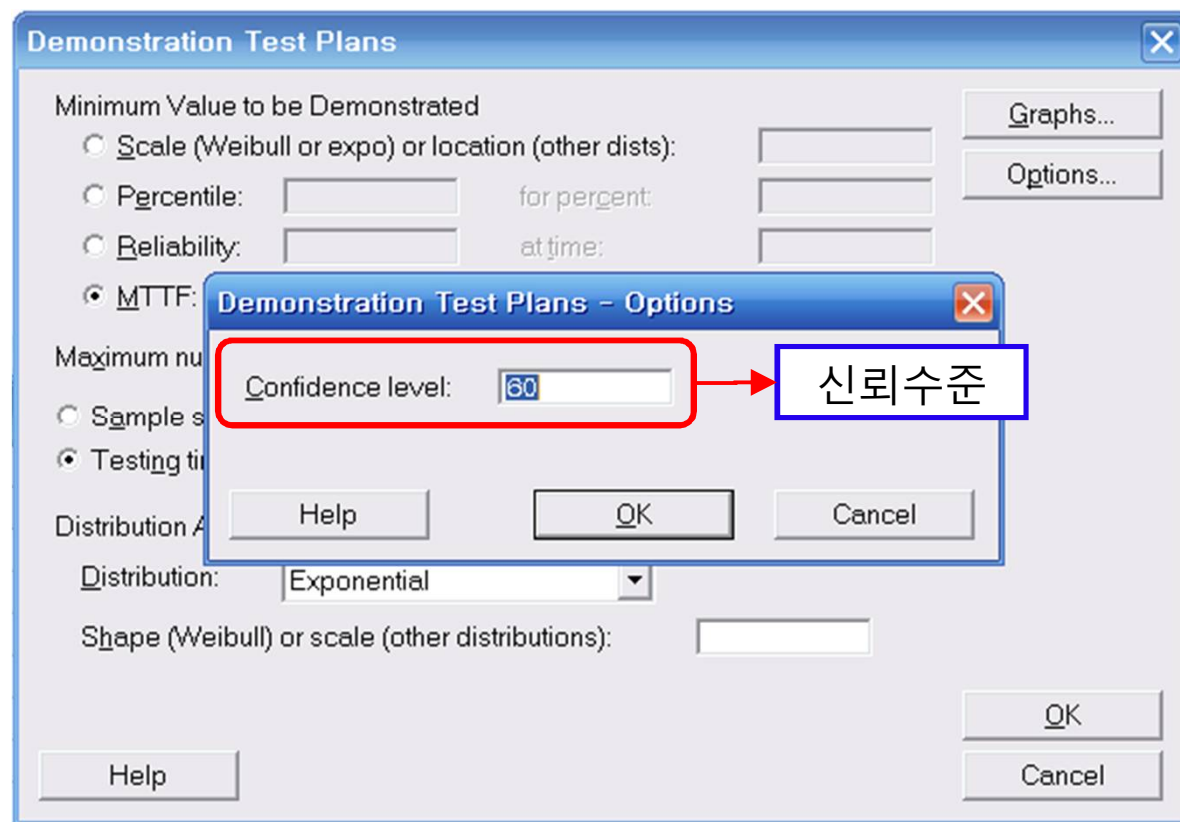 Demonstration Test Plans
Minimum Value to be Demonstrated
Graphs...
Scale (Weibull or expo) or location (other dists):
Options...
Percentile: for percent:
Reliability: at time:
MTTF:
Demonstration Test Plans - Options
Maximum nu
Confidence level: 60
신뢰수준
Sample s
Testing ti
Help OK Cancel
Distribution A
Distribution: Exponential
Shape (Weibull) or scale (other distributions):
OK
Help Cancel